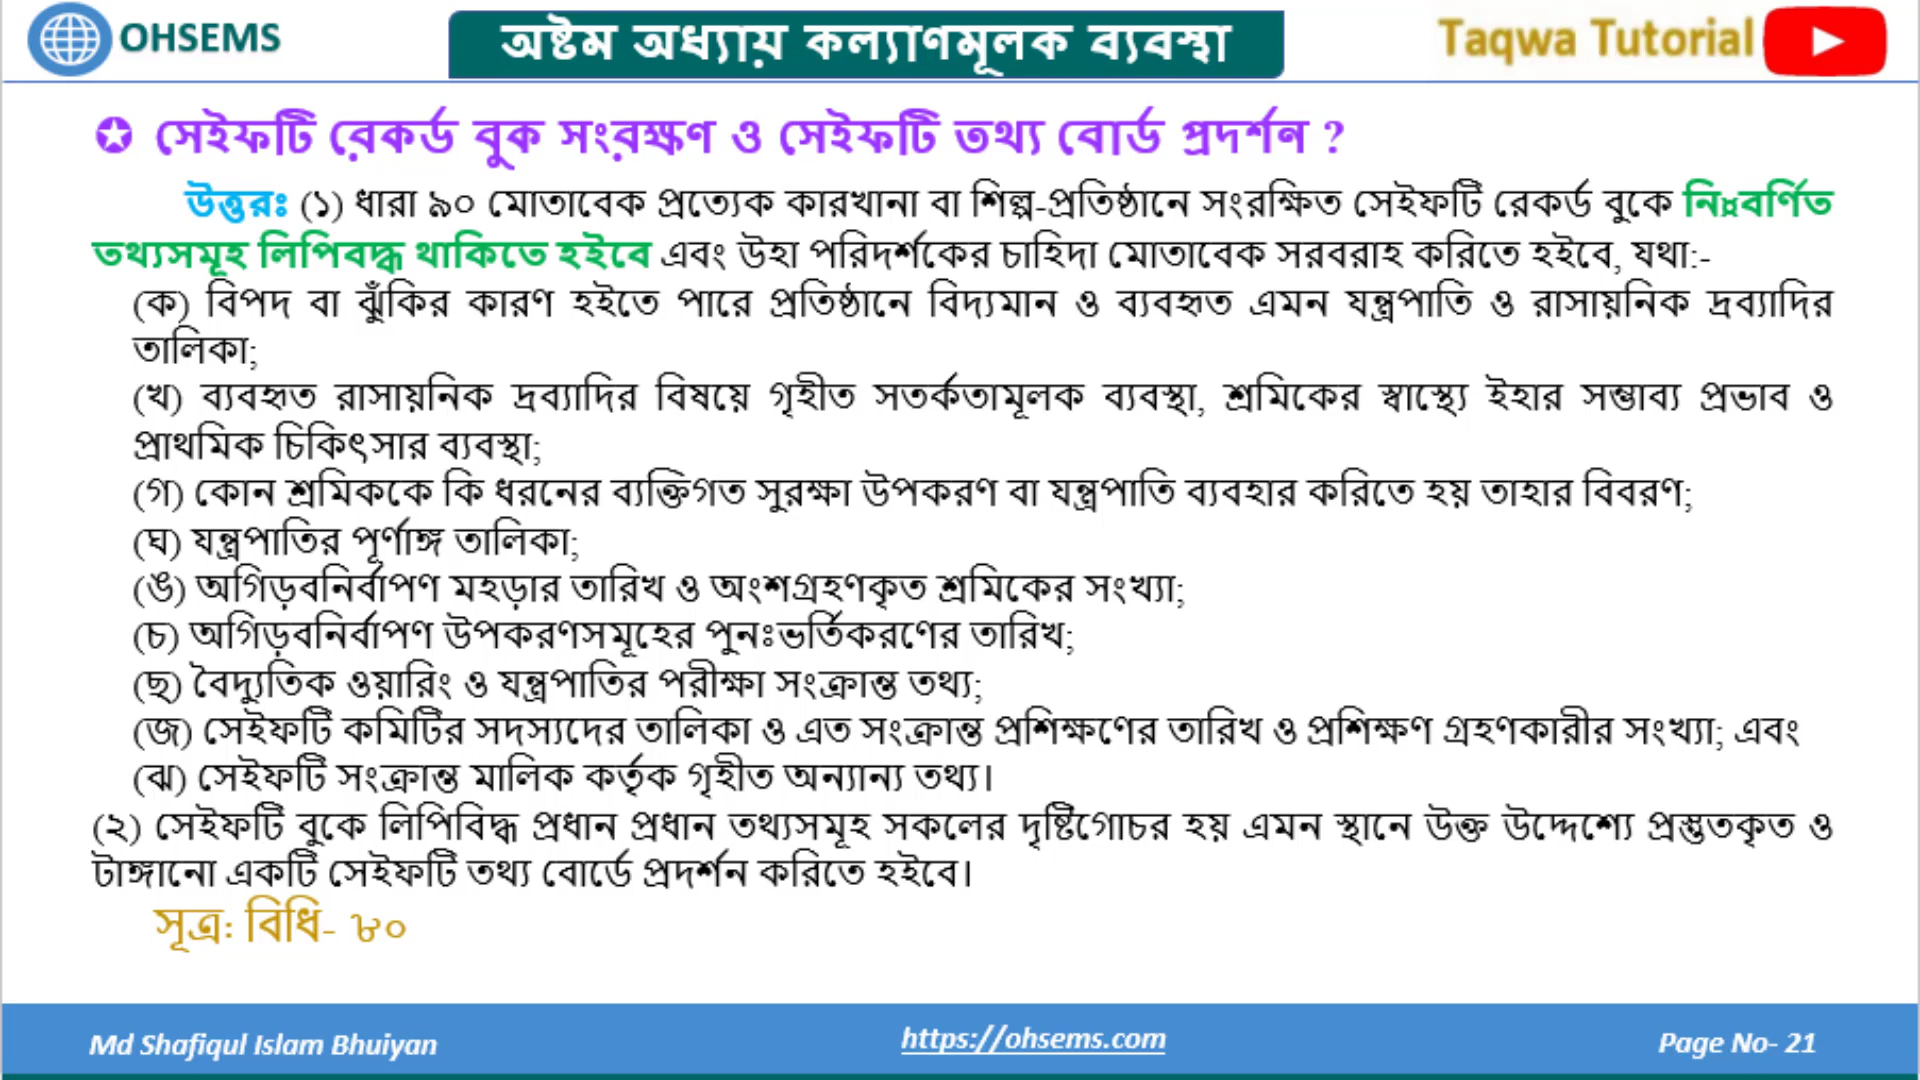 OHSEMS
অষ্টম অধ্যায় কল্যাণমূলক ব্যবস্থা
Taqwa Tutorial
✪ সেইফটি রেকর্ড বুক সংরক্ষণ ও সেইফটি তথ্য বোর্ড প্রদর্শন ?
উত্তরঃ (১) ধারা ৯০ মোতাবেক প্রত্যেক কারখানা বা শিল্প-প্রতিষ্ঠানে সংরক্ষিত সেইফটি রেকর্ড বুকে নি¤বর্ণিত
তথ্যসমূহ লিপিবদ্ধ থাকিতে হইবে এবং উহা পরিদর্শকের চাহিদা মোতাবেক সরবরাহ করিতে হইবে, যথা:-
(ক) বিপদ বা ঝুঁকির কারণ হইতে পারে প্রতিষ্ঠানে বিদ্যমান ও ব্যবহৃত এমন যন্ত্রপাতি ও রাসায়নিক দ্রব্যাদির
তালিকা;
(খ) ব্যবহৃত রাসায়নিক দ্রব্যাদির বিষয়ে গৃহীত সতর্কতামূলক ব্যবস্থা, শ্রমিকের স্বাস্থ্যে ইহার সম্ভাব্য প্রভাব ও
প্রাথমিক চিকিৎসার ব্যবস্থা;
(গ) কোন শ্রমিককে কি ধরনের ব্যক্তিগত সুরক্ষা উপকরণ বা যন্ত্রপাতি ব্যবহার করিতে হয় তাহার বিবরণ;
(ঘ) যন্ত্রপাতির পূর্ণাঙ্গ তালিকা;
(ঙ) অগিড়বনির্বাপণ মহড়ার তারিখ ও অংশগ্রহণকৃত শ্রমিকের সংখ্যা;
(চ) অগিড়বনির্বাপণ উপকরণসমূহের পুনঃভর্তিকরণের তারিখ;
(ছ) বৈদ্যুতিক ওয়ারিং ও যন্ত্রপাতির পরীক্ষা সংক্রান্ত তথ্য;
(জ) সেইফটি কমিটির সদস্যদের তালিকা ও এত সংক্রান্ত প্রশিক্ষণের তারিখ ও প্রশিক্ষণ গ্রহণকারীর সংখ্যা; এবং
(ঝ) সেইফটি সংক্রান্ত মালিক কর্তৃক গৃহীত অন্যান্য তথ্য।
(২) সেইফটি বুকে লিপিবিদ্ধ প্রধান প্রধান তথ্যসমূহ সকলের দৃষ্টিগোচর হয় এমন স্থানে উক্ত উদ্দেশ্যে প্রস্তুতকৃত ও
টাঙ্গানো একটি সেইফটি তথ্য বোর্ডে প্রদর্শন করিতে হইবে।
সূত্র: বিধি- ৮০
Md Shafiqul Islam Bhuiyan
https://ohsems.com
Page No- 21